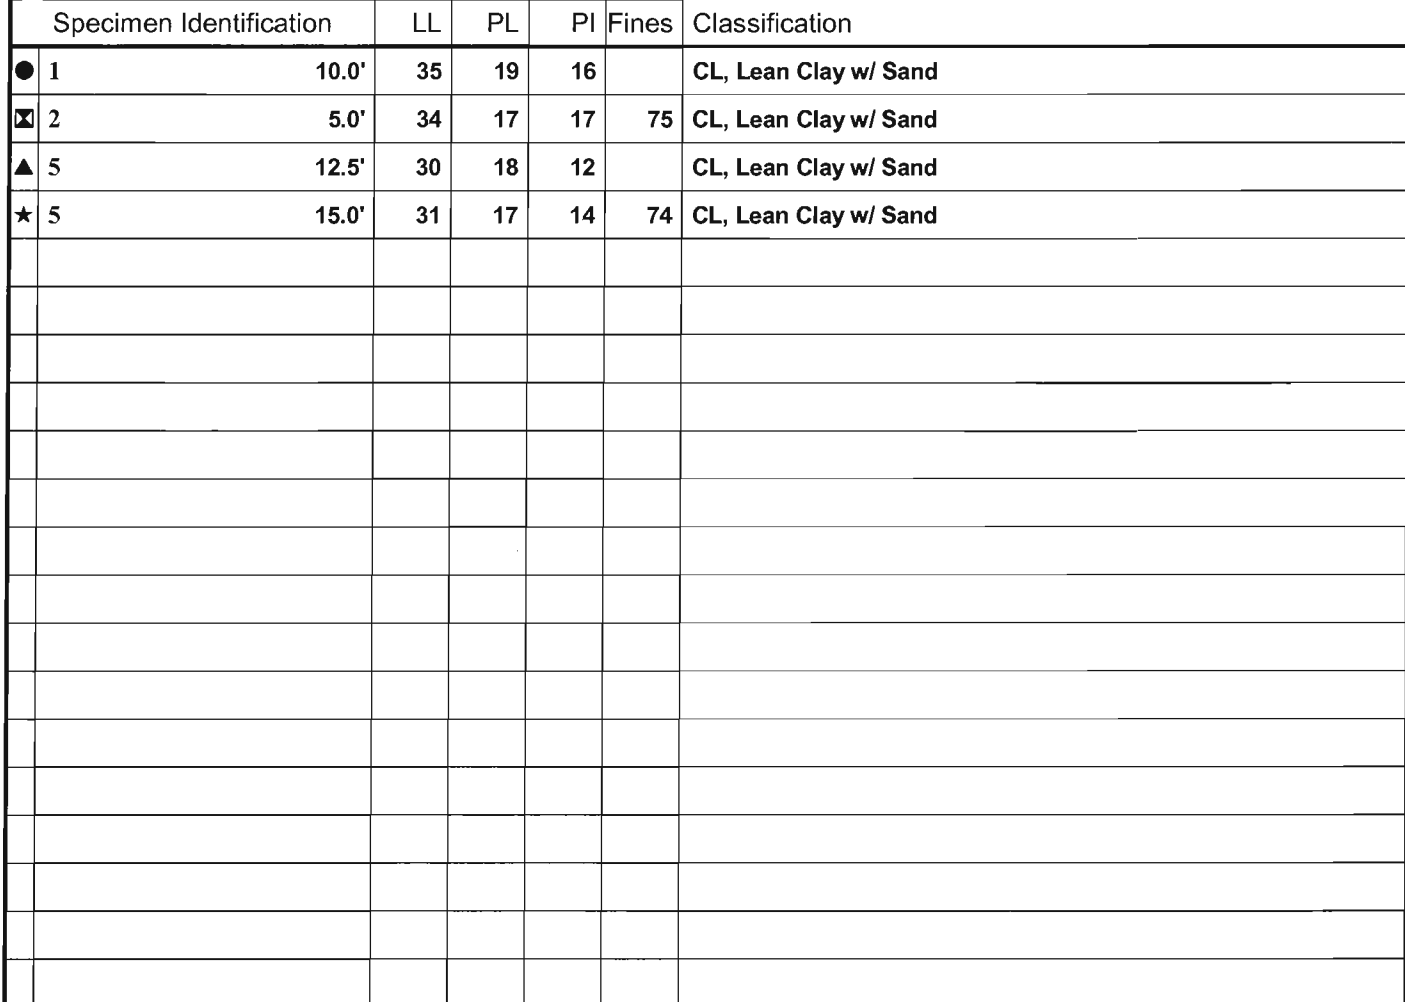 Specimen Identification LL PL PI Fines Classification
● 1 10.0' 35 19 16 CL, Lean Clay w/ Sand
⧗ 2 5.0' 34 17 17 75 CL, Lean Clay w/ Sand
▲ 5 12.5' 30 18 12 CL, Lean Clay w/ Sand
★ 5 15.0' 31 17 14 74 CL, Lean Clay w/ Sand